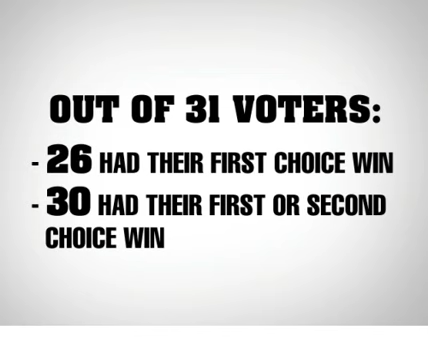 OUT OF 31 VOTERS:
- 26 HAD THEIR FIRST CHOICE WIN
- 30 HAD THEIR FIRST OR SECOND
CHOICE WIN